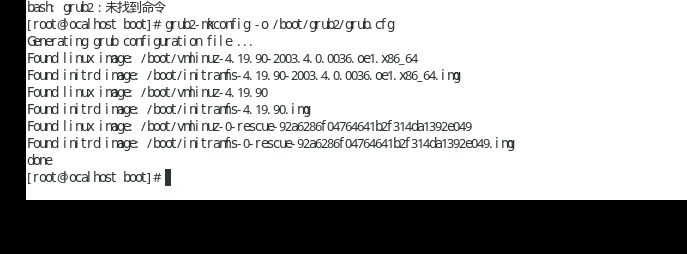 bash: grub2：未找到命令
[root@localhost boot]# grub2-mkconfig -o /boot/grub2/grub.cfg
Generating grub configuration file ...
Found linux image: /boot/vmlinuz-4.19.90-2003.4.0.0036.oe1.x86_64
Found initrd image: /boot/initramfs-4.19.90-2003.4.0.0036.oe1.x86_64.img
Found linux image: /boot/vmlinuz-4.19.90
Found initrd image: /boot/initramfs-4.19.90.img
Found linux image: /boot/vmlinuz-0-rescue-92a6286f04764641b2f314da1392e049
Found initrd image: /boot/initramfs-0-rescue-92a6286f04764641b2f314da1392e049.img
done
[root@localhost boot]#